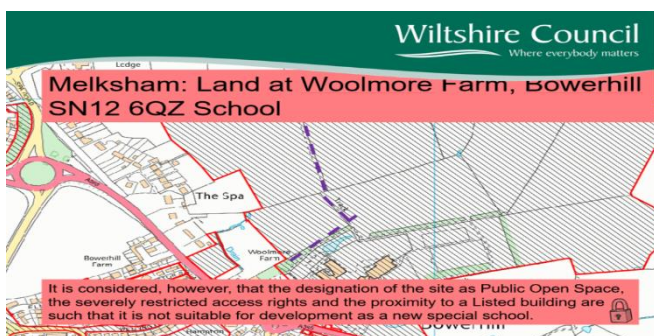 Wiltshire Council
Where everybody matters
Lodge
Melksham: Land at Woolmore Farm, Bowerhill
SN12 6QZ School
The Spa
Track
Bowerhill
Farm
Woolmore
Farm
Drain
It is considered, however, that the designation of the site as Public Open Space,
the severely restricted access rights and the proximity to a Listed building are
such that it is not suitable for development as a new special school.
Bowerhill